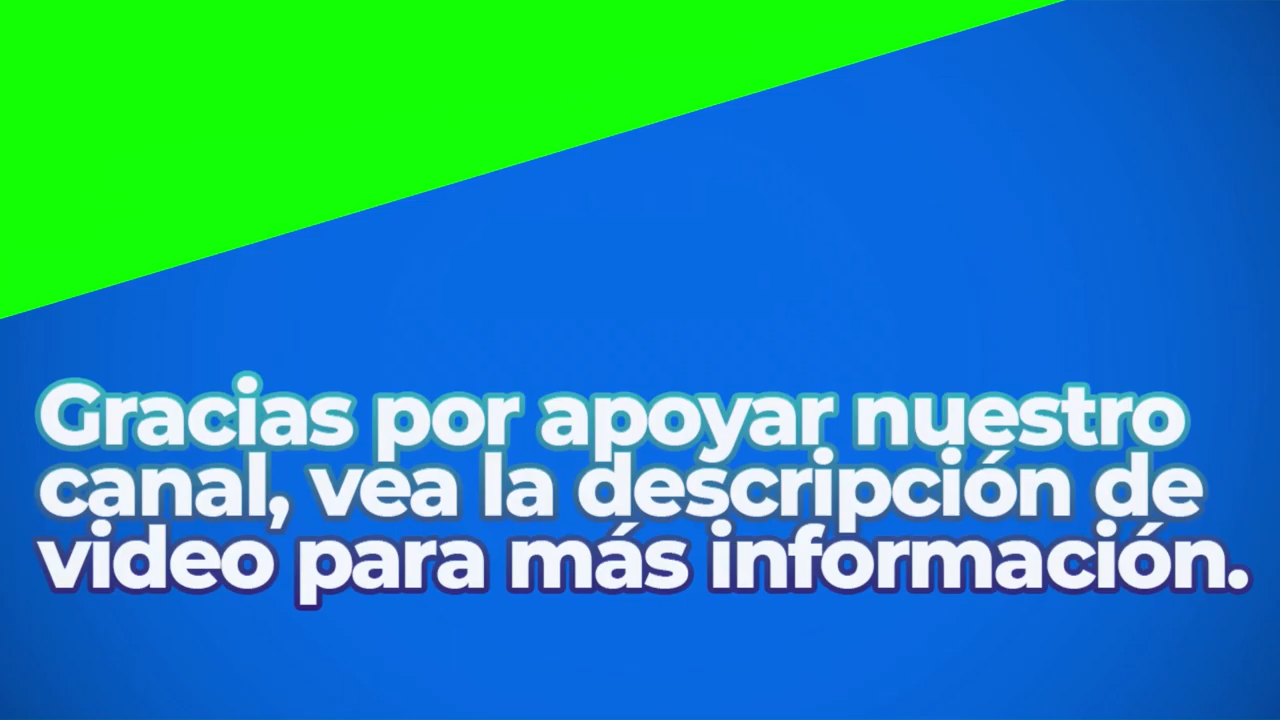 Gracias por apoyar nuestro
canal, vea la descripción de
video para más información.